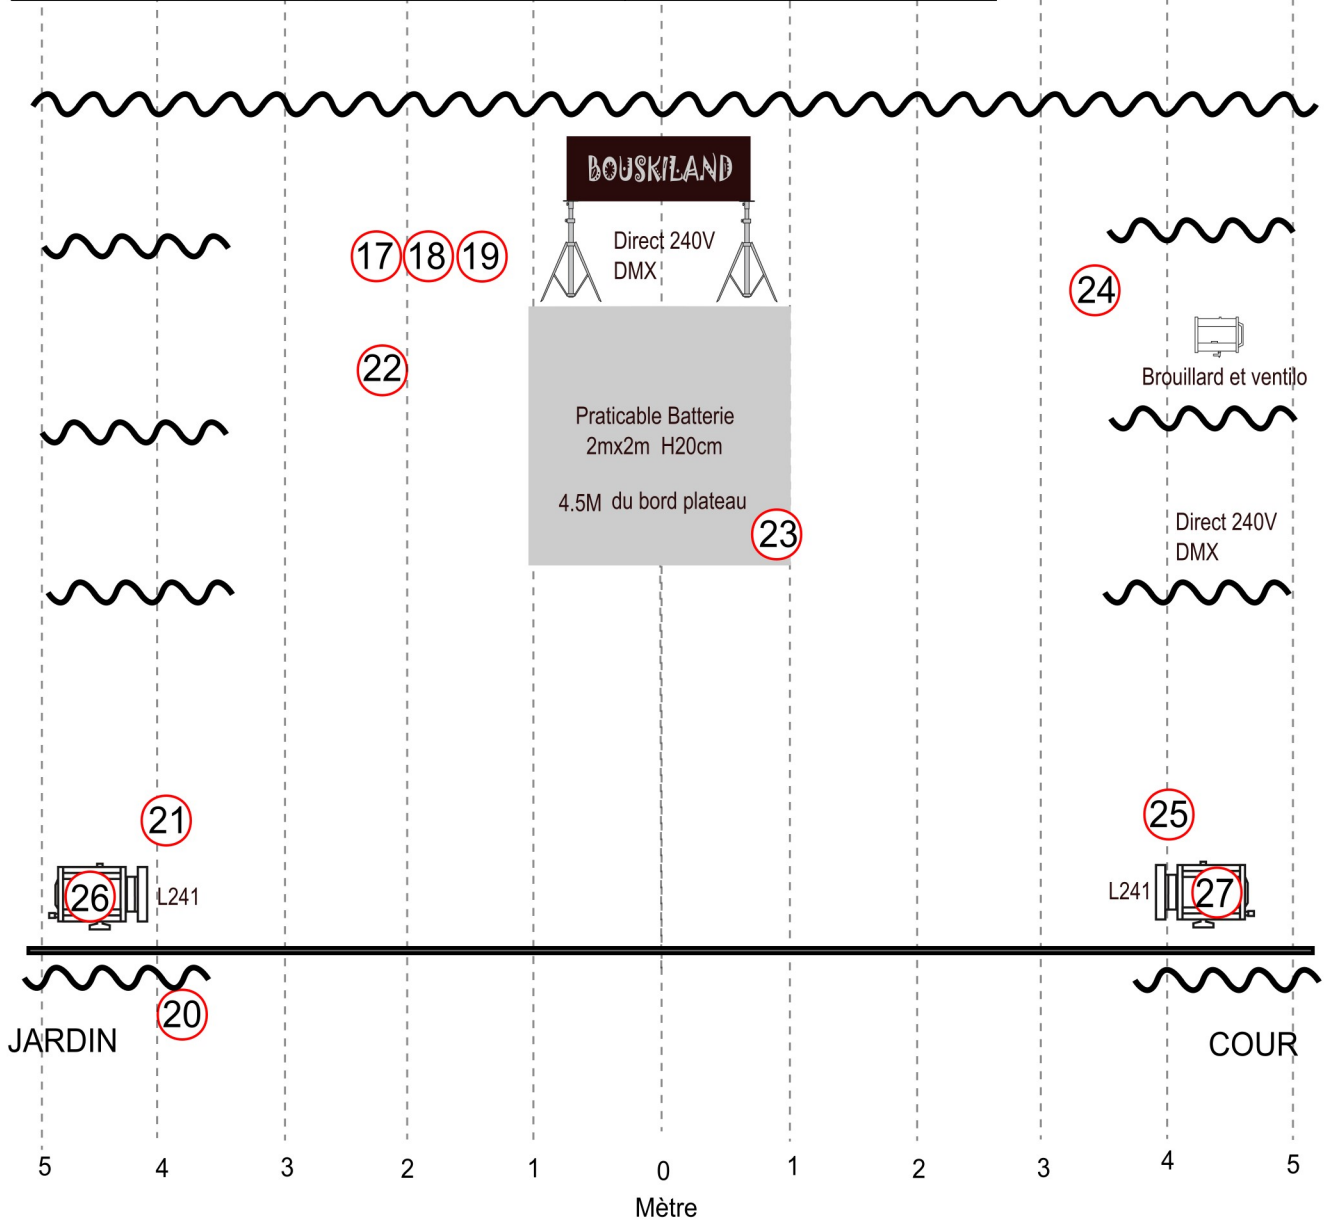 BOUSKILAND
17 18 19
Direct 240V
DMX
24
22
Brouillard et ventilo
Praticable Batterie
2mx2m H20cm
4.5M du bord plateau
23
Direct 240V
DMX
21
25
26 L241
L241 27
20
JARDIN
COUR
5 4 3 2 1 0 1 2 3 4 5
Mètre